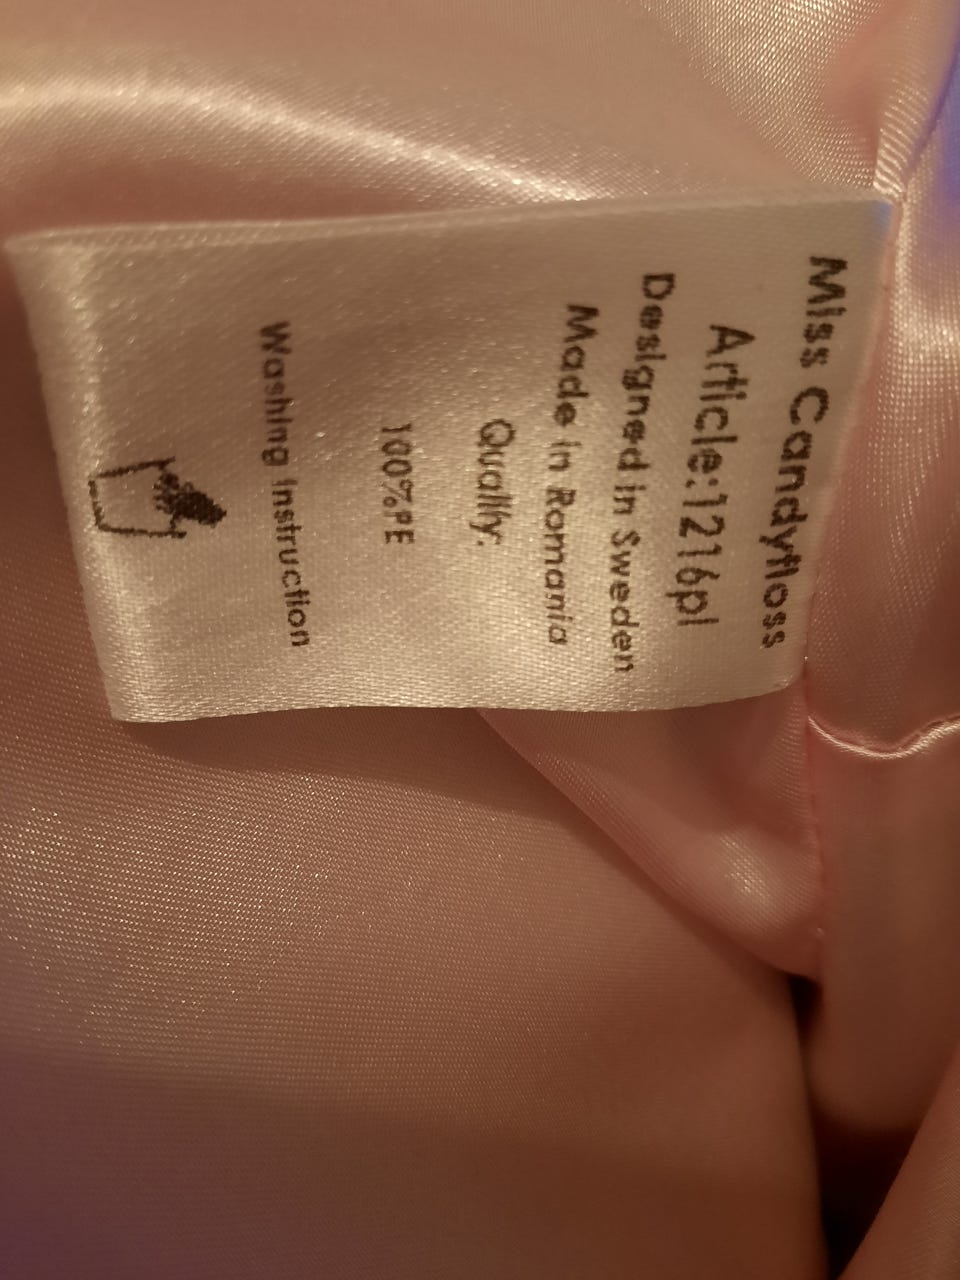 Miss Candyfloss
Article:1216pl
Designed in Sweden
Made in Romania
Quality:
100%PE
Washing Instruction